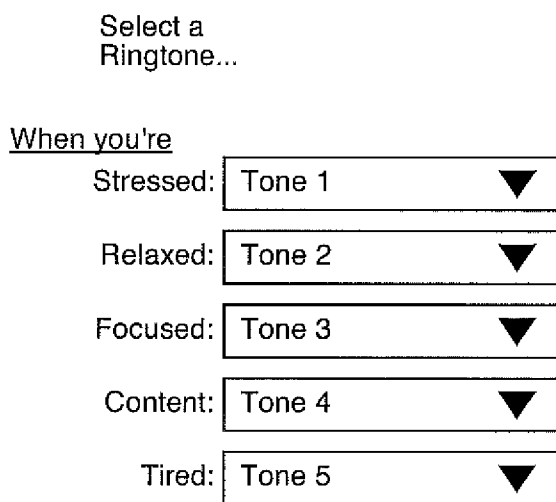 Select a
Ringtone...
When you're
Stressed: Tone 1
Relaxed: Tone 2
Focused: Tone 3
Content: Tone 4
Tired: Tone 5